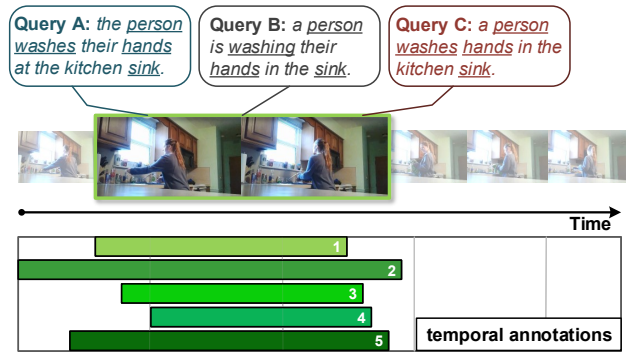 Query A: the person
washes their hands
at the kitchen sink.
Query B: a person
is washing their
hands in the sink.
Query C: a person
washes hands in the
kitchen sink.
Time
1
2
3
4
5
temporal annotations